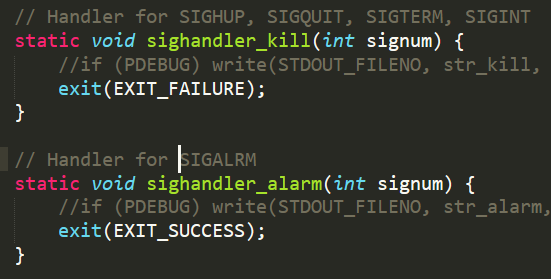 // Handler for SIGHUP, SIGQUIT, SIGTERM, SIGINT
static void sighandler_kill(int signum) {
    //if (PDEBUG) write(STDOUT_FILENO, str_kill,
    exit(EXIT_FAILURE);
}
// Handler for SIGALRM
static void sighandler_alarm(int signum) {
    //if (PDEBUG) write(STDOUT_FILENO, str_alarm,
    exit(EXIT_SUCCESS);
}